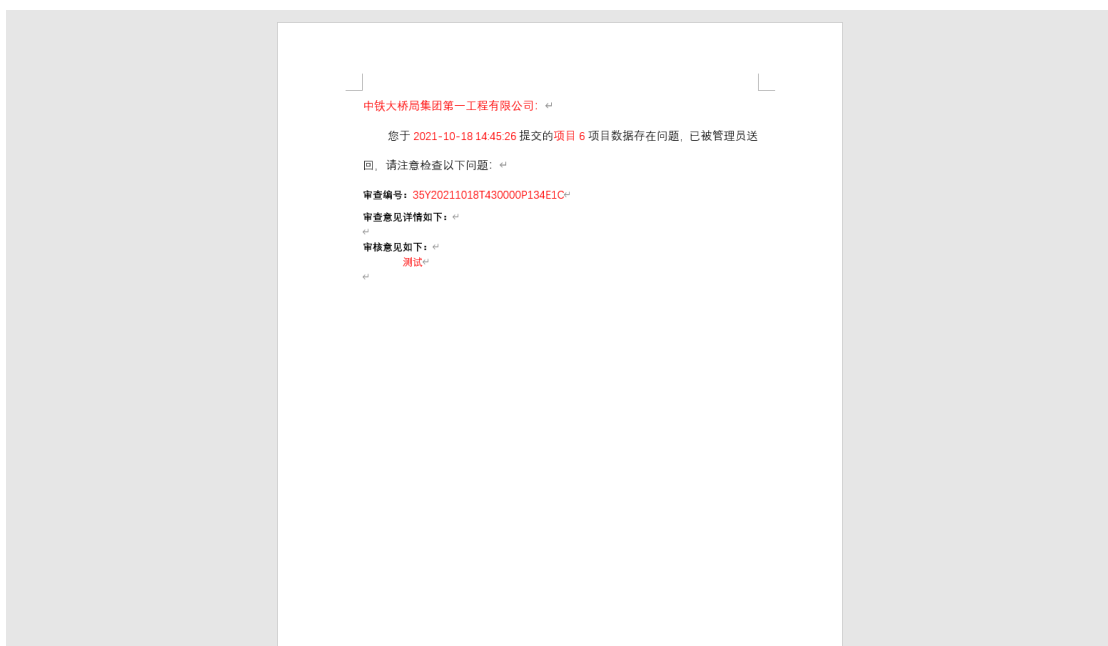 中铁大桥局集团第一工程有限公司：
您于 2021-10-18 14:45:26 提交的项目 6 项目数据存在问题，已被管理员送
回，请注意检查以下问题：
审查编号：35Y20211018T430000P134E1C
审查意见详情如下：
审核意见如下：
测试